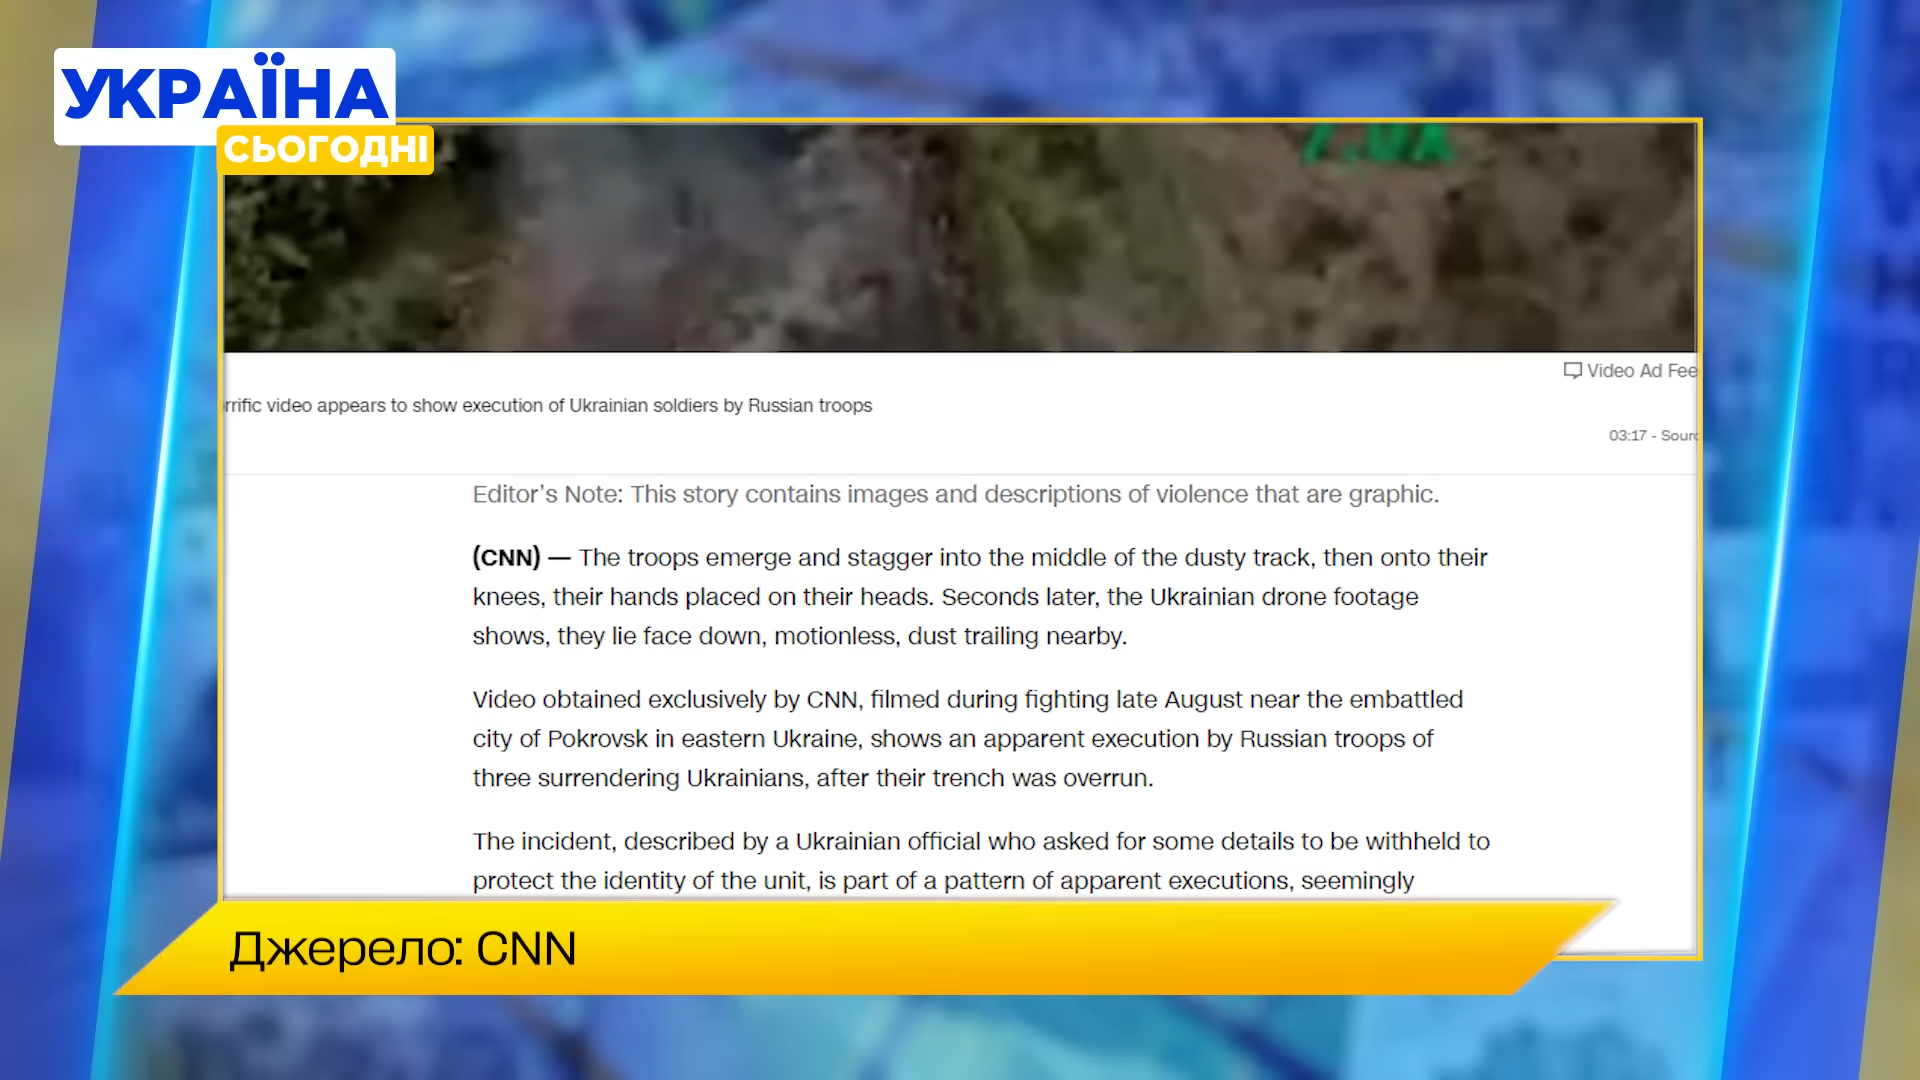 УКРАЇНА
СЬОГОДНІ
Video Ad Fee
video appears to show execution of Ukrainian soldiers by Russian troops
03:17 -
Editor's Note: This story contains images and descriptions of violence that are graphic.
(CNN) — The troops emerge and stagger into the middle of the dusty track, then onto their
knees, their hands placed on their heads. Seconds later, the Ukrainian drone footage
shows, they lie face down, motionless, dust trailing nearby.
Video obtained exclusively by CNN, filmed during fighting late August near the embattled
city of Pokrovsk in eastern Ukraine, shows an apparent execution by Russian troops of
three surrendering Ukrainians, after their trench was overrun.
The incident, described by a Ukrainian official who asked for some details to be withheld to
protect the identity of the unit, is part of a pattern of apparent executions, seemingly
Джерело: CNN